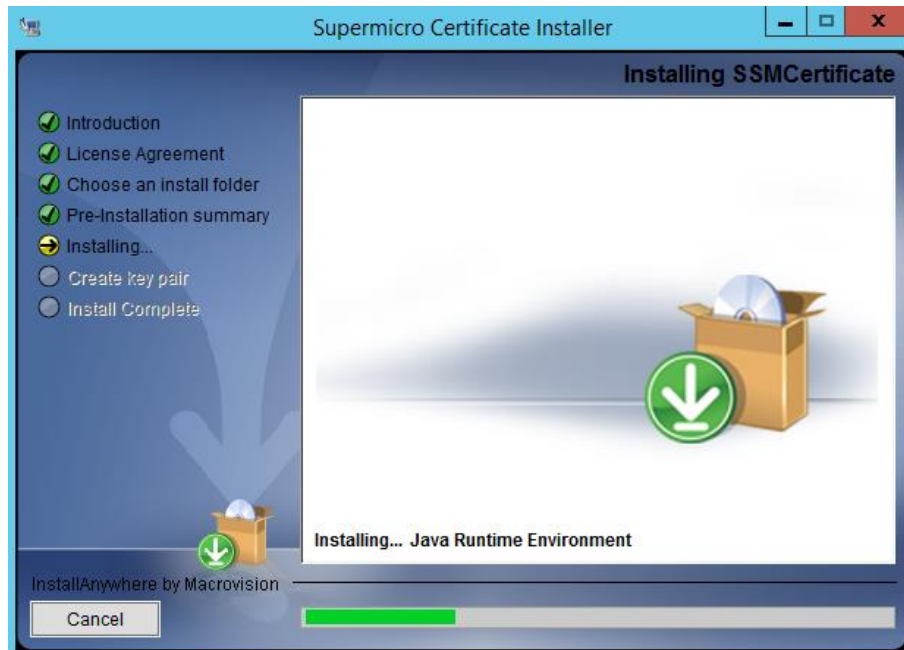 Supermicro Certificate Installer
Installing SSMCertificate
Introduction
License Agreement
Choose an install folder
Pre-Installation summary
Installing...
Create key pair
Install Complete
Installing... Java Runtime Environment
InstallAnywhere by Macrovision
Cancel